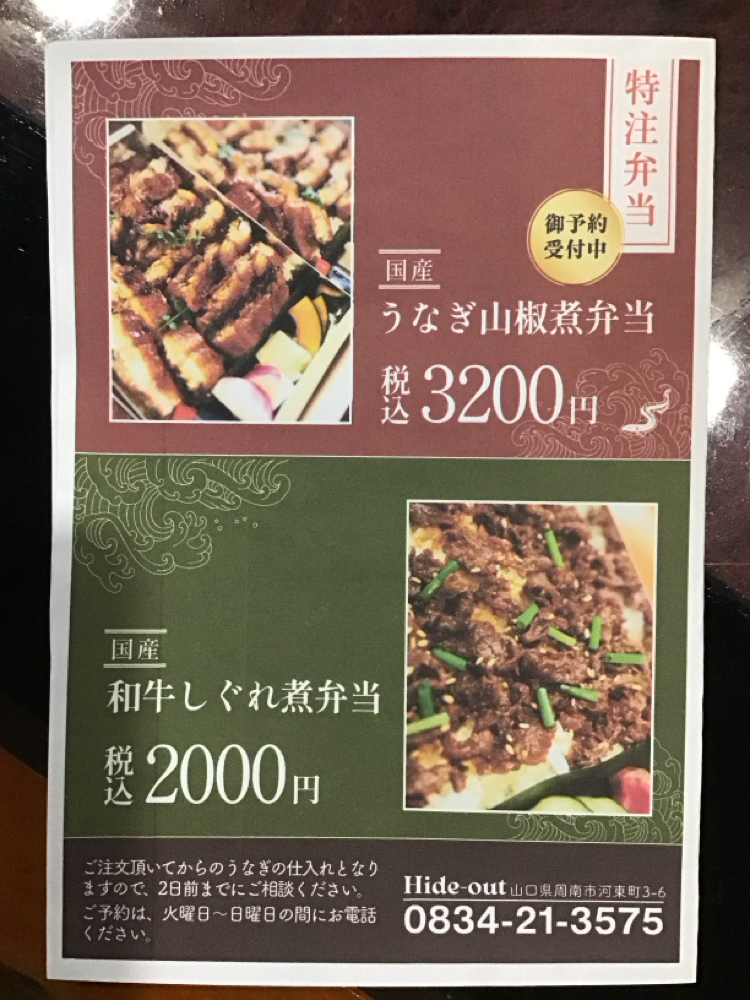 特注弁当
御予約
受付中
国産
うなぎ山椒煮弁当
税込3200円
国産
和牛しぐれ煮弁当
税込2000円
ご注文頂いてからのうなぎの仕入れとなり
ますので、2日前までにご相談ください。
ご予約は、火曜日〜日曜日の間にお電話
ください。
Hide-out 山口県周南市河東町3-6
0834-21-3575